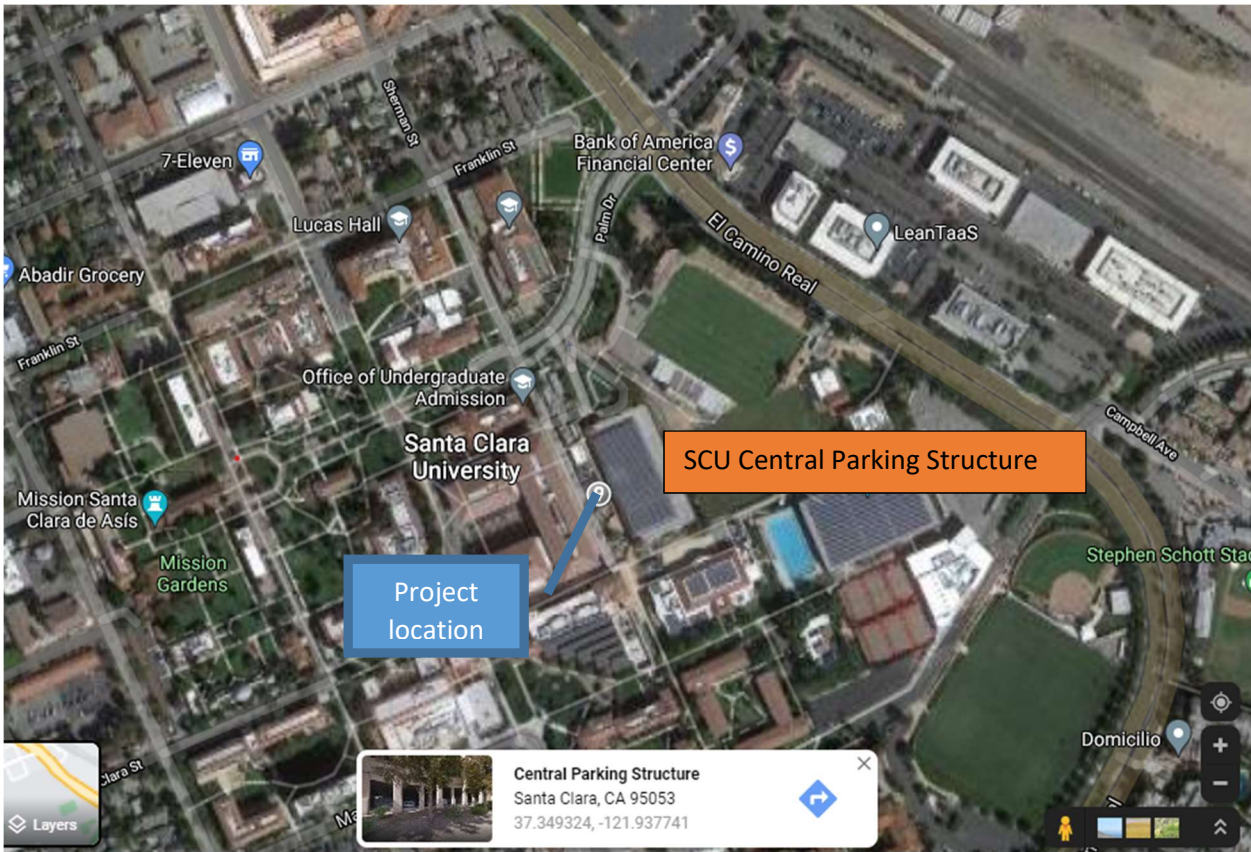 Sherman St
7-Eleven
Franklin St
Bank of America
Financial Center
$
Lucas Hall
Palm Dr
El Camino Real
LeanTaaS
Abadir Grocery
Franklin St
Office of Undergraduate
Admission
Campbell Ave
Santa Clara
University
SCU Central Parking Structure
Mission Santa
Clara de Asís
Mission
Gardens
Stephen Schott Stad
Project
location
Domicilio
Clara St
Layers
Central Parking Structure
Santa Clara, CA 95053
37.349324, -121.937741
+
−